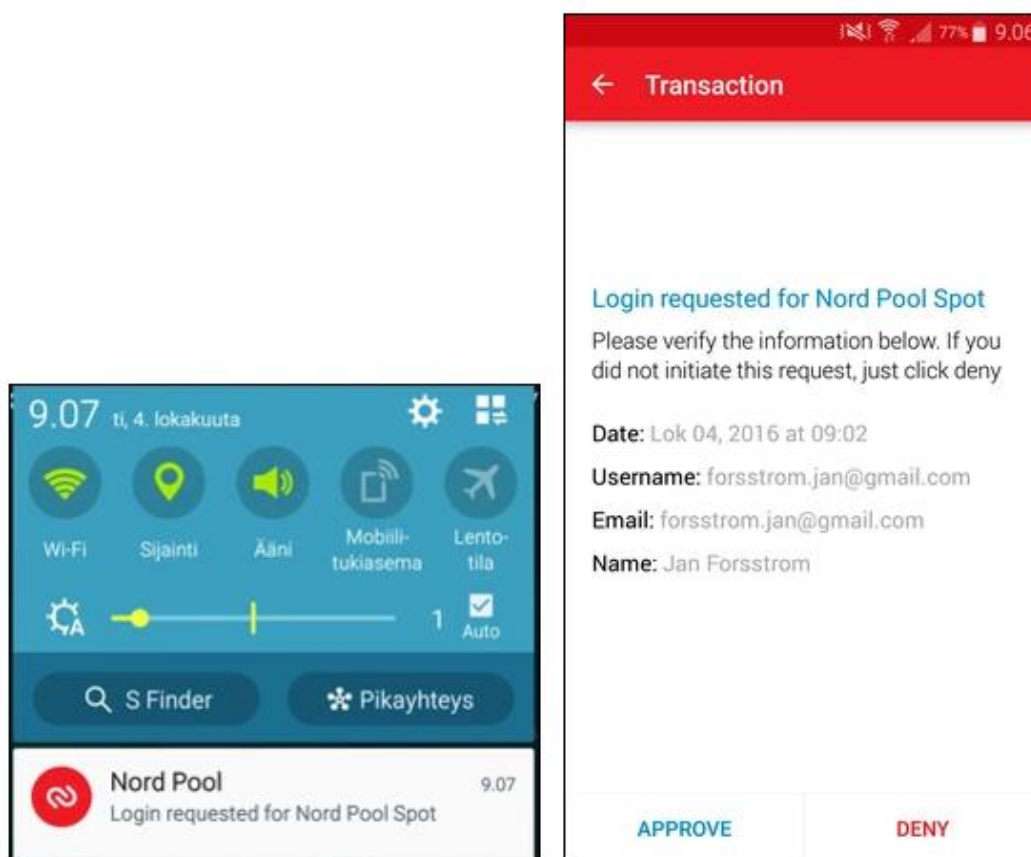 9.07 ti, 4. lokakuuta
Wi-Fi
Sijainti
Ääni
Mobiili-
tukiasema
Lento-
tila
A
1
Auto
S Finder
Pikayhteys
Nord Pool
9.07
Login requested for Nord Pool Spot
77% 9.06
Transaction
Login requested for Nord Pool Spot
Please verify the information below. If you
did not initiate this request, just click deny
Date: Lok 04, 2016 at 09:02
Username: forsstrom.jan@gmail.com
Email: forsstrom.jan@gmail.com
Name: Jan Forsstrom
APPROVE
DENY